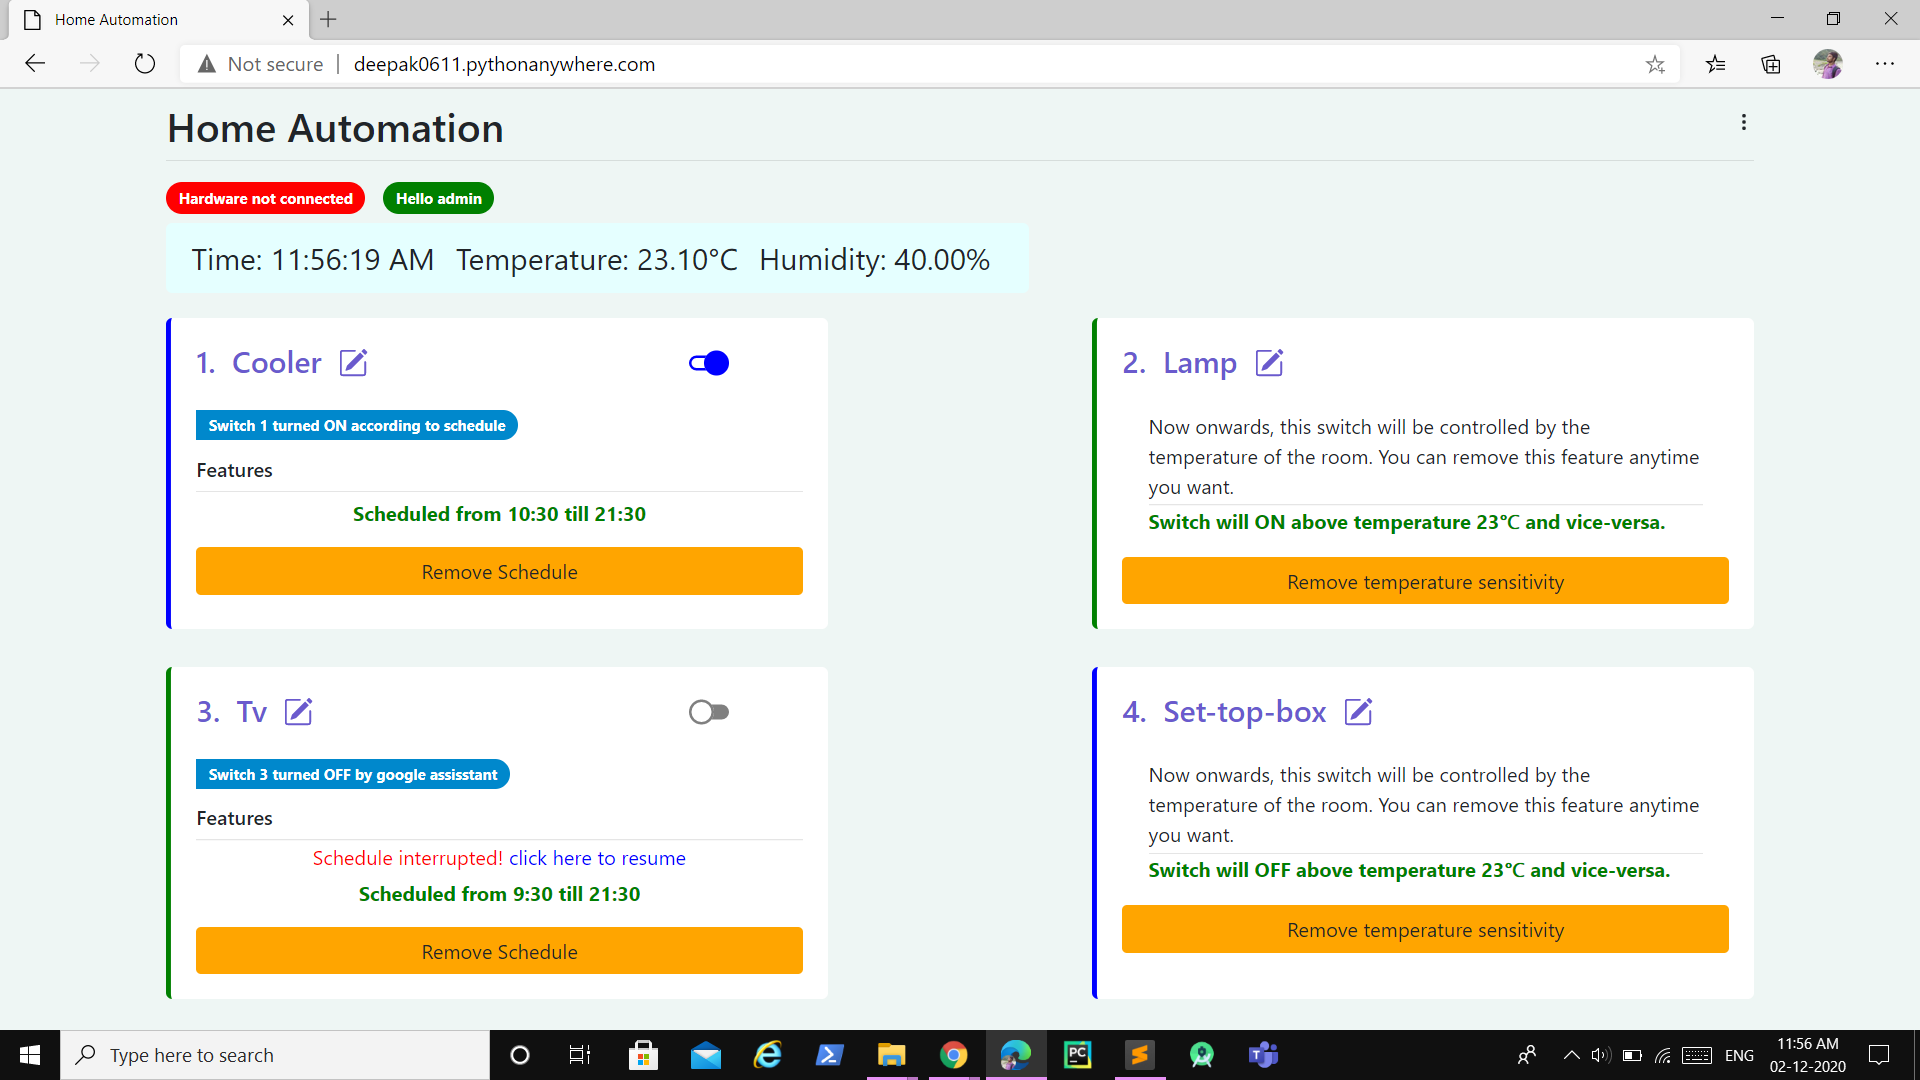 Home Automation
Not secure | deepak0611.pythonanywhere.com
Home Automation
Hardware not connected Hello admin
Time: 11:56:19 AM Temperature: 23.10°C Humidity: 40.00%
1. Cooler
Switch 1 turned ON according to schedule
Features
Scheduled from 10:30 till 21:30
Remove Schedule
2. Lamp
Now onwards, this switch will be controlled by the
temperature of the room. You can remove this feature anytime
you want.
Switch will ON above temperature 23°C and vice-versa.
Remove temperature sensitivity
3. Tv
Switch 3 turned OFF by google assisstant
Features
Schedule interrupted! click here to resume
Scheduled from 9:30 till 21:30
Remove Schedule
4. Set-top-box
Now onwards, this switch will be controlled by the
temperature of the room. You can remove this feature anytime
you want.
Switch will OFF above temperature 23°C and vice-versa.
Remove temperature sensitivity
Type here to search
PC
T
ENG
11:56 AM
02-12-2020